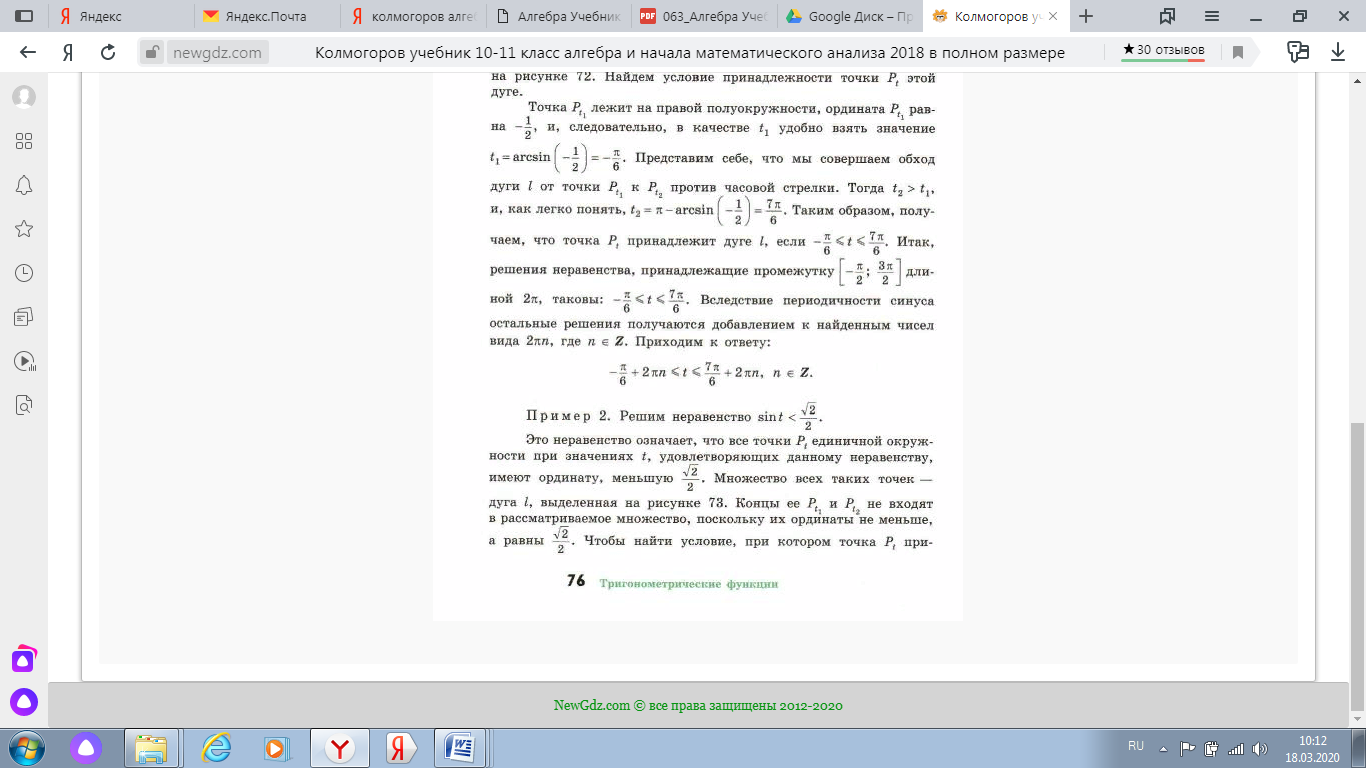 Яндекс
Яндекс.Почта
колмогоров алге
Алгебра Учебник
063_Алгебра Уче
Google Диск – Пр
Колмогоров уч
newgdz.com
Колмогоров учебник 10-11 класс алгебра и начала математического анализа 2018 в полном размере
★30 отзывов
на рисунке 72. Найдем условие принадлежности точки P_t этой
дуге.
Точка P_{t_1} лежит на правой полуокружности, ордината P_{t_1} рав-
на −1/2, и, следовательно, в качестве t_1 удобно взять значение
t_1 = arcsin(−1/2) = −π/6. Представим себе, что мы совершаем обход
дуги l от точки P_{t_1} к P_{t_2} против часовой стрелки. Тогда t_2 > t_1,
и, как легко понять, t_2 = π − arcsin(−1/2) = 7π/6. Таким образом, полу-
чаем, что точка P_t принадлежит дуге l, если −π/6 ⩽ t ⩽ 7π/6. Итак,
решения неравенства, принадлежащие промежутку [−π/2; 3π/2] дли-
ной 2π, таковы: −π/6 ⩽ t ⩽ 7π/6. Вследствие периодичности синуса
остальные решения получаются добавлением к найденным чисел
вида 2πn, где n ∈ Z. Приходим к ответу:
−π/6 + 2πn ⩽ t ⩽ 7π/6 + 2πn, n ∈ Z.
Пример 2. Решим неравенство sin t < √2/2.
Это неравенство означает, что все точки P_t единичной окруж-
ности при значениях t, удовлетворяющих данному неравенству,
имеют ординату, меньшую √2/2. Множество всех таких точек —
дуга l, выделенная на рисунке 73. Концы ее P_{t_1} и P_{t_2} не входят
в рассматриваемое множество, поскольку их ординаты не меньше,
а равны √2/2. Чтобы найти условие, при котором точка P_t при-
76 Тригонометрические функции
NewGdz.com © все права защищены 2012-2020
RU
10:12
18.03.2020